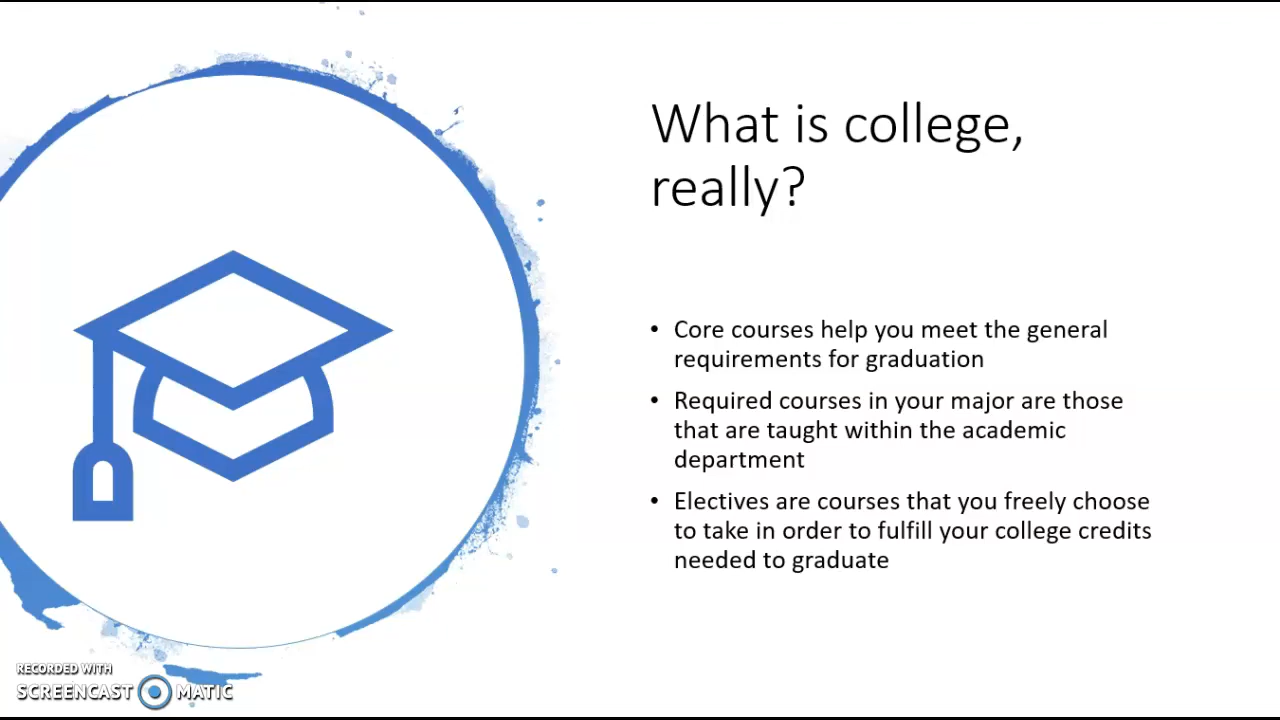 What is college,
really?
• Core courses help you meet the general
requirements for graduation
• Required courses in your major are those
that are taught within the academic
department
• Electives are courses that you freely choose
to take in order to fulfill your college credits
needed to graduate
RECORDED WITH
SCREENCAST MATIC